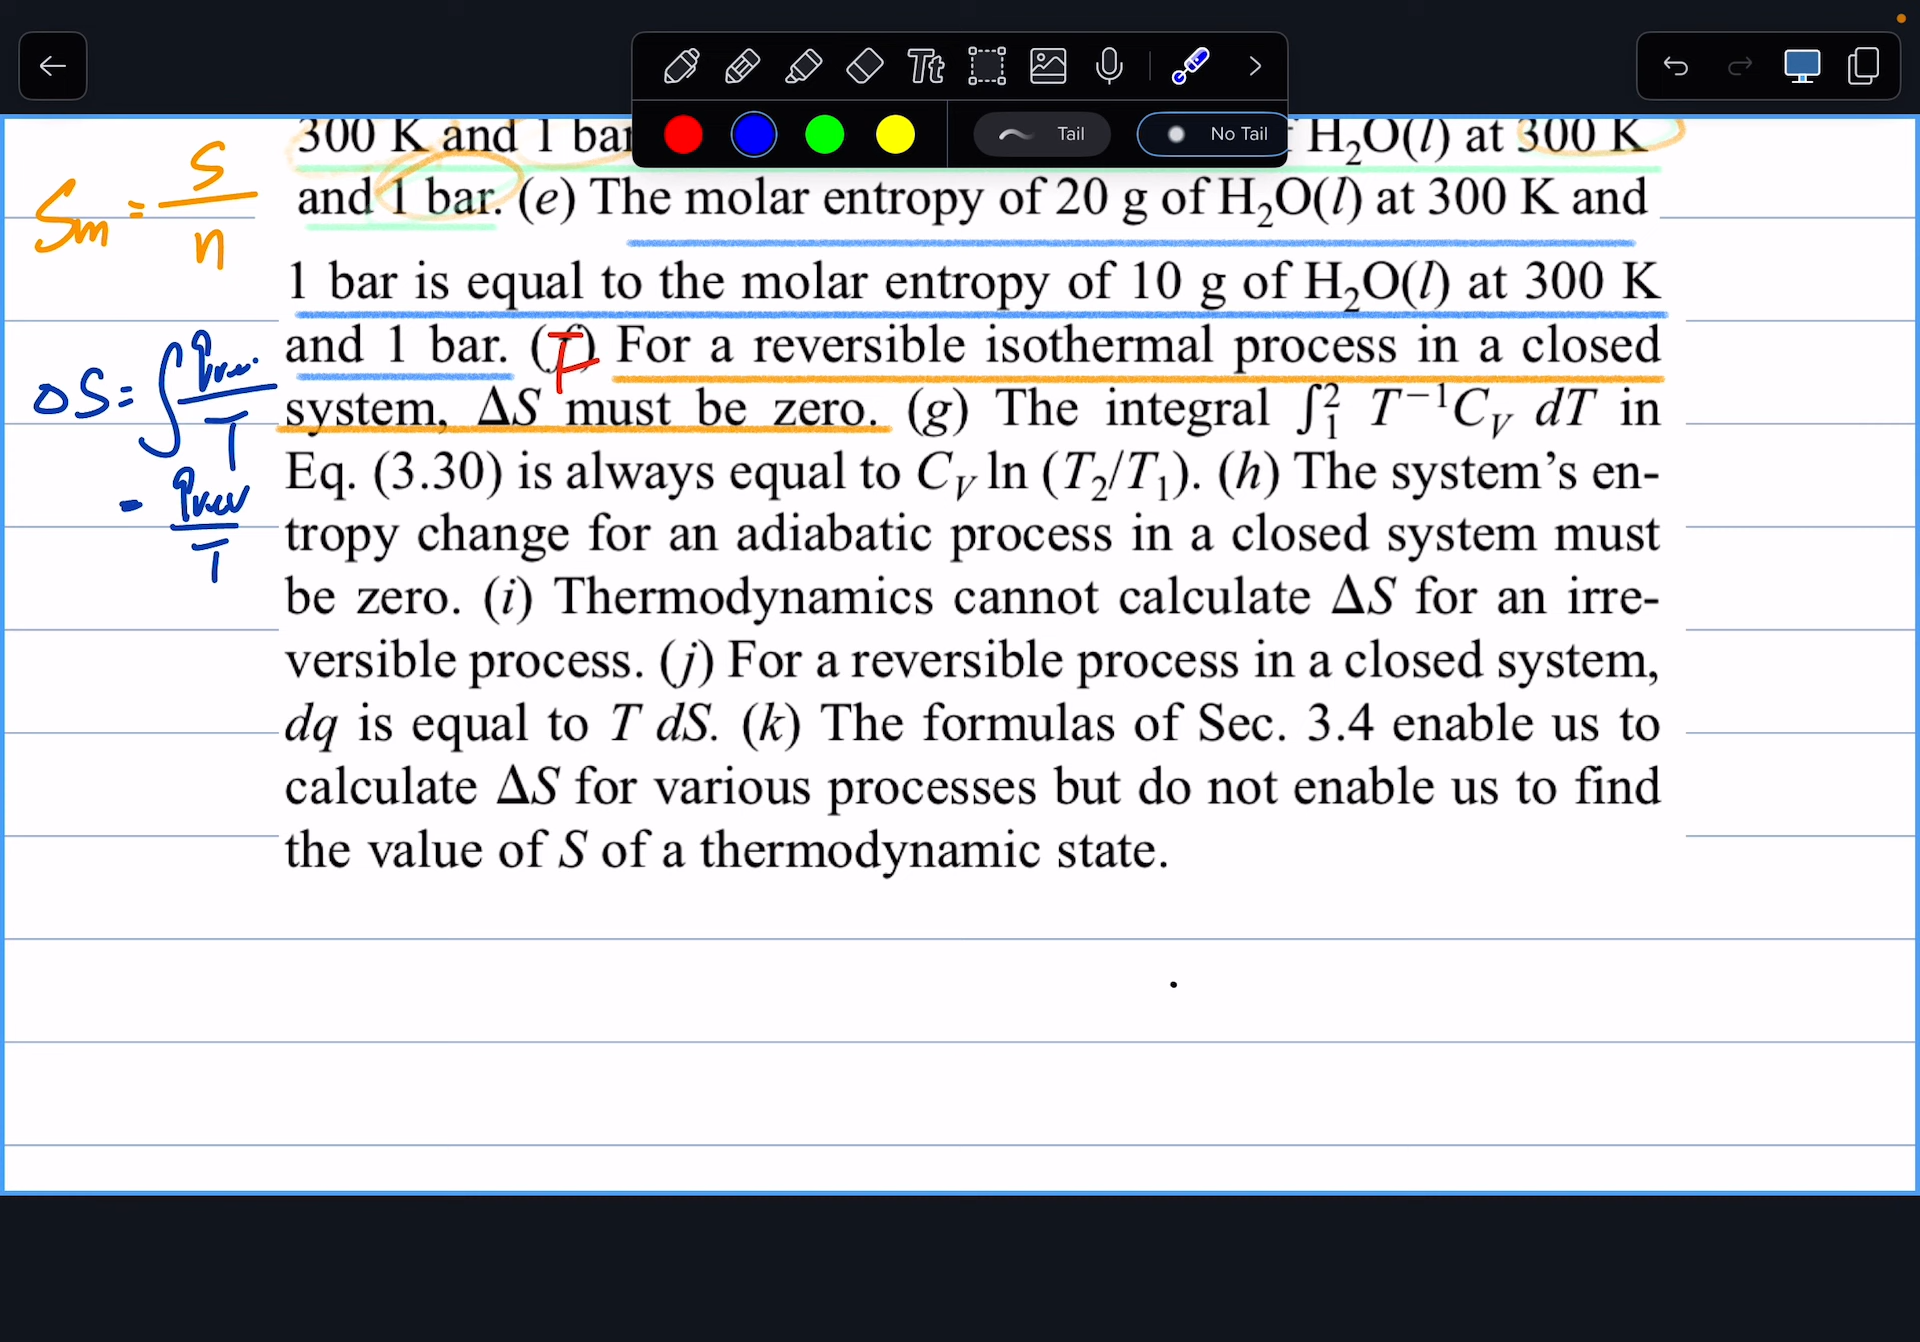 Tt
Tail
No Tail
300 K and 1 bar H₂O(l) at 300 K
and 1 bar. (e) The molar entropy of 20 g of H₂O(l) at 300 K and
1 bar is equal to the molar entropy of 10 g of H₂O(l) at 300 K
and 1 bar. (f) For a reversible isothermal process in a closed
system, ΔS must be zero. (g) The integral ∫₁² T⁻¹C_V dT in
Eq. (3.30) is always equal to C_V ln (T₂/T₁). (h) The system’s en-
tropy change for an adiabatic process in a closed system must
be zero. (i) Thermodynamics cannot calculate ΔS for an irre-
versible process. (j) For a reversible process in a closed system,
dq is equal to T dS. (k) The formulas of Sec. 3.4 enable us to
calculate ΔS for various processes but do not enable us to find
the value of S of a thermodynamic state.
Sm = S/n
F
ΔS = ∫ qrev/T
= qrev/T